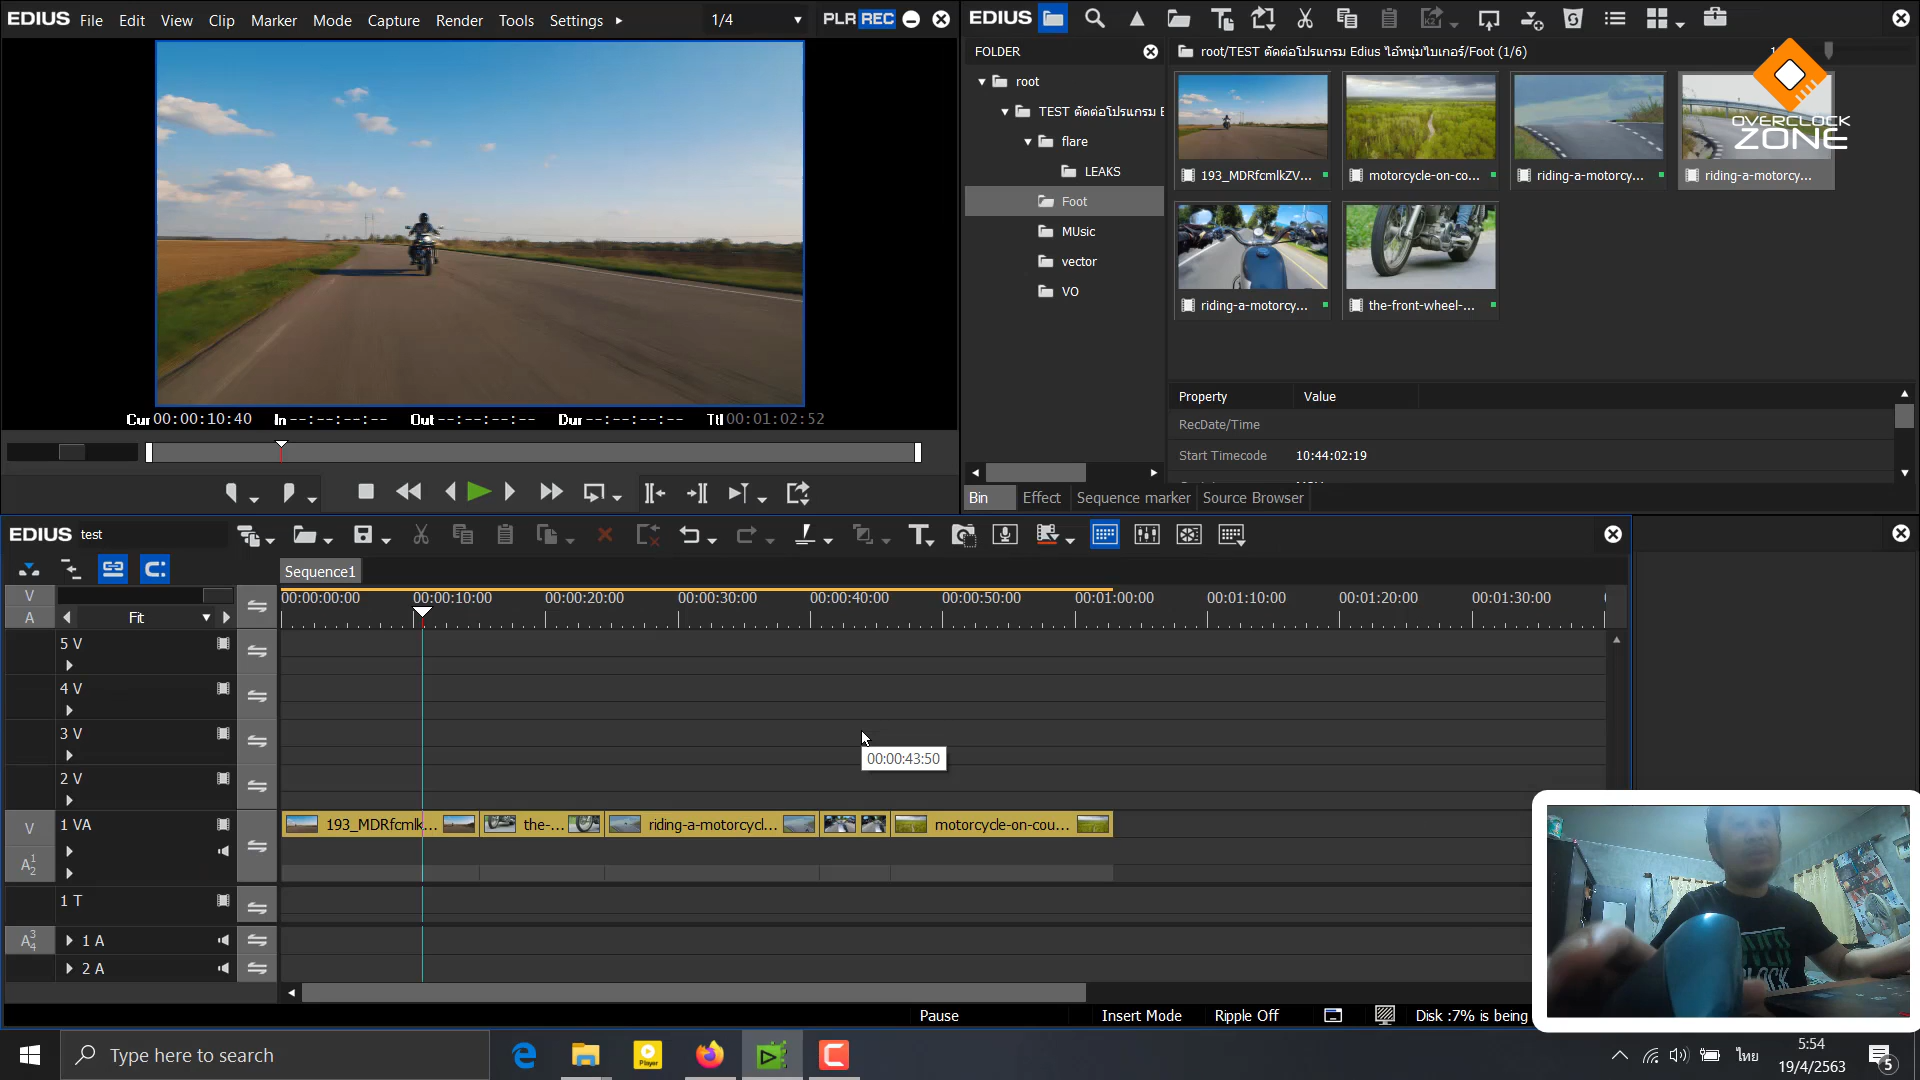 EDIUS File Edit View Clip Marker Mode Capture Render Tools Settings 1/4 PLR REC
EDIUS
FOLDER
root/TEST ตัดต่อโปรแกรม Edius ไอ้หนุ่มไบเกอร์/Foot (1/6)
root
TEST ตัดต่อโปรแกรม E
flare
LEAKS
Foot
MUsic
vector
VO
OVERCLOCK
ZONE
193_MDRfcmlkZV... motorcycle-on-co... riding-a-motorcy... riding-a-motorcy...
riding-a-motorcy... the-front-wheel-...
Property Value
RecDate/Time
Start Timecode 10:44:02:19
Bin Effect Sequence marker Source Browser
Cur 00:00:10:40 In --:--:--:-- Out --:--:--:-- Dur --:--:--:-- Ttl 00:01:02:52
EDIUS test
Sequence1
00:00:00:00 00:00:10:00 00:00:20:00 00:00:30:00 00:00:40:00 00:00:50:00 00:01:00:00 00:01:10:00 00:01:20:00 00:01:30:00
V
A Fit
5 V
4 V
3 V
2 V
00:00:43:50
V 1 VA 193_MDRfcmlk... the-... riding-a-motorcycl... motorcycle-on-cou...
A 1 2
1 T
A 3 4 1 A
2 A
Pause Insert Mode Ripple Off Disk :7% is being
Type here to search
Player
ไทย
5:54
19/4/2563
5